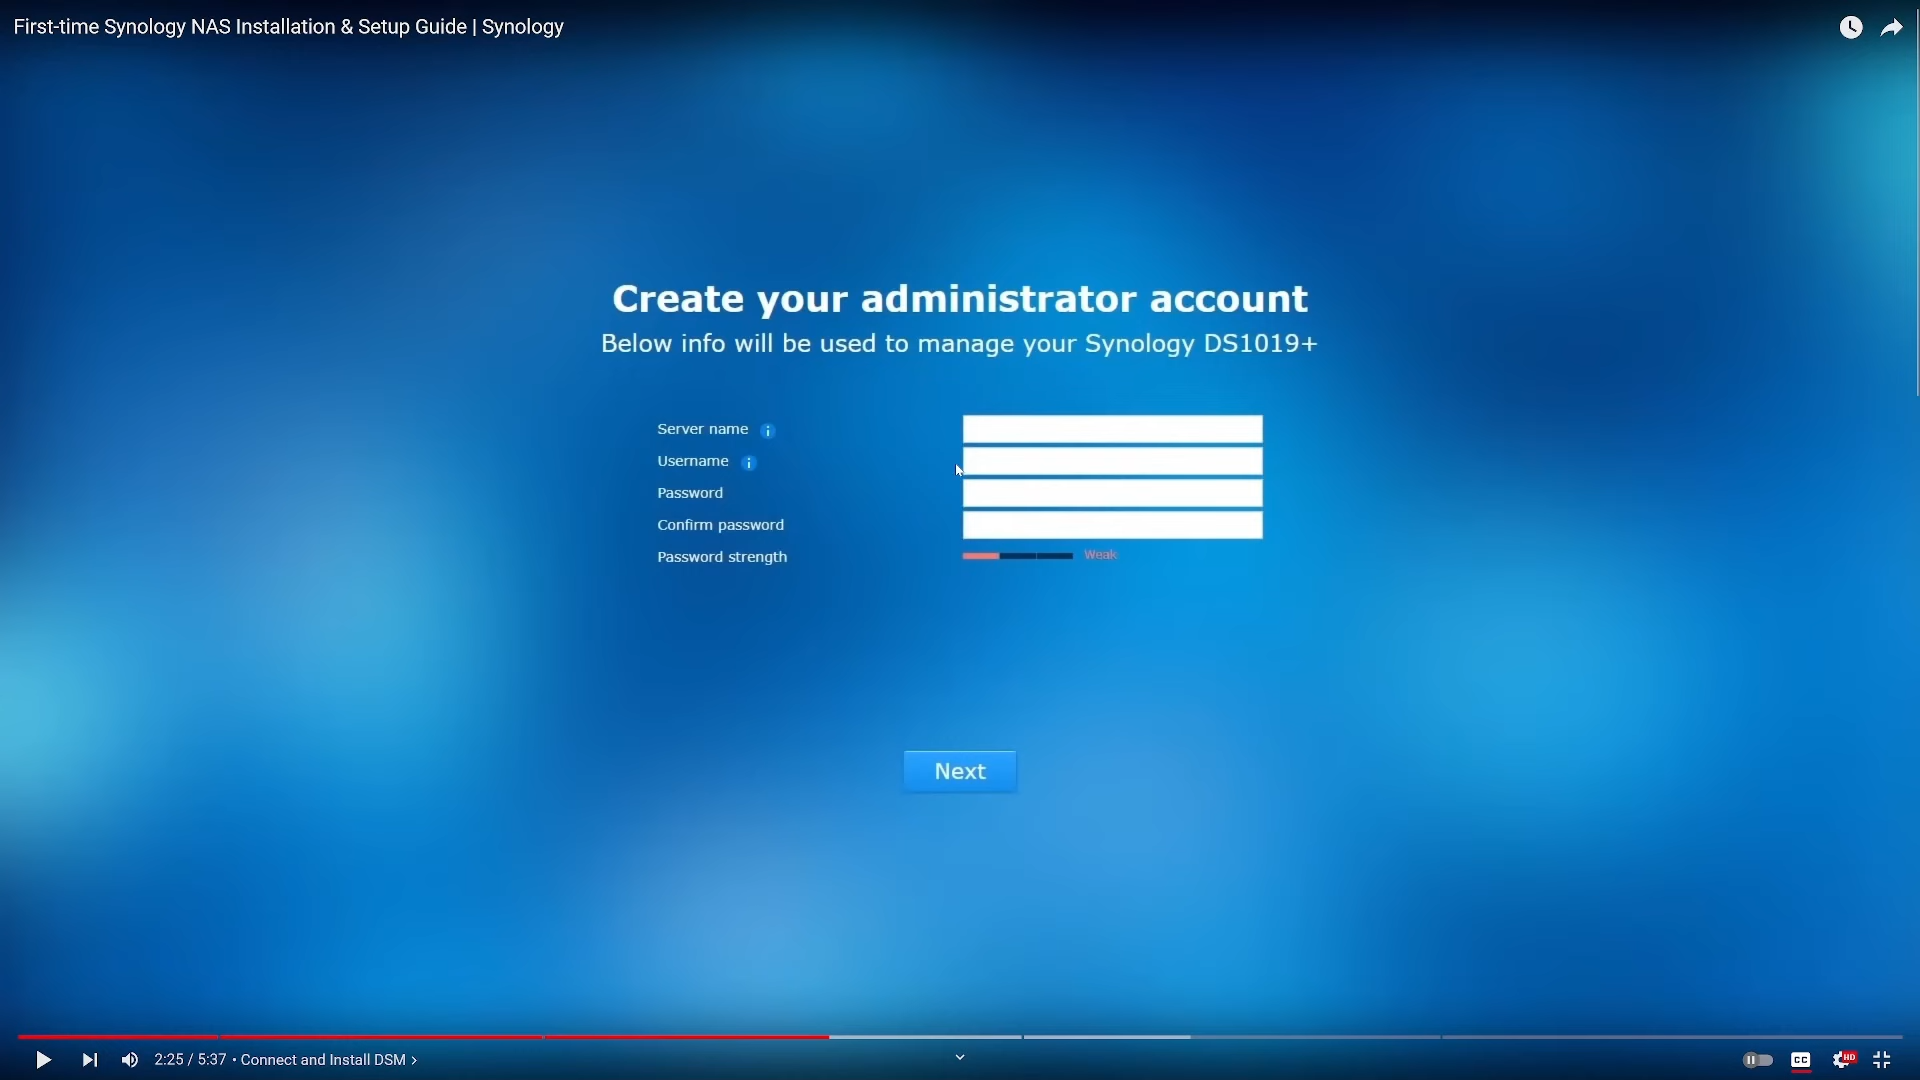 First-time Synology NAS Installation & Setup Guide | Synology
Create your administrator account
Below info will be used to manage your Synology DS1019+
Server name i
Username i
Password
Confirm password
Password strength Weak
Next
2:25 / 5:37 • Connect and Install DSM >
CC HD